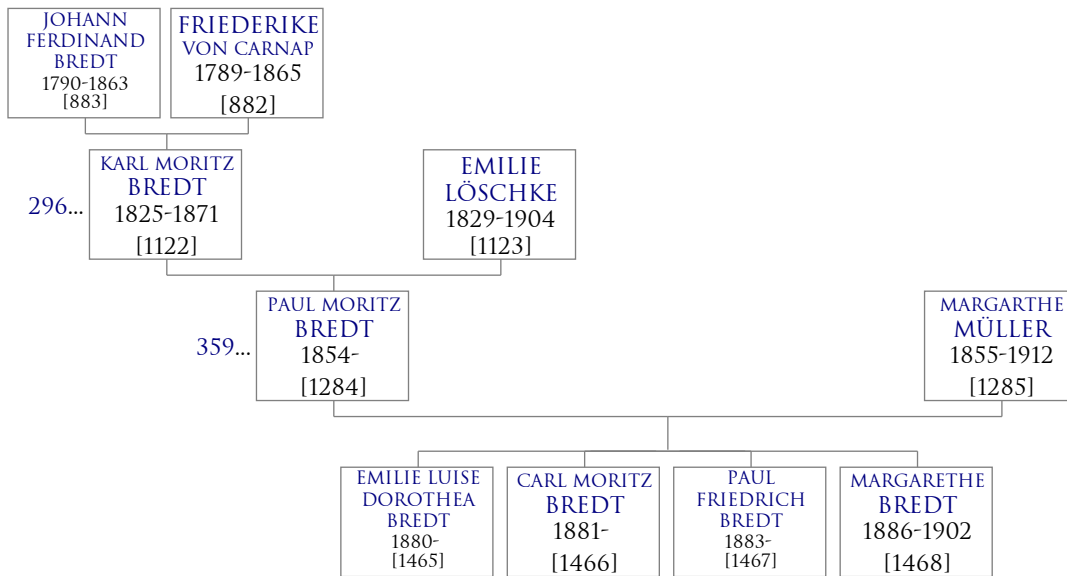 JOHANN
FERDINAND
BREDT
1790-1863
[883]
FRIEDERIKE
VON CARNAP
1789-1865
[882]
296...
KARL MORITZ
BREDT
1825-1871
[1122]
EMILIE
LÖSCHKE
1829-1904
[1123]
359...
PAUL MORITZ
BREDT
1854-
[1284]
MARGARTHE
MÜLLER
1855-1912
[1285]
EMILIE LUISE
DOROTHEA
BREDT
1880-
[1465]
CARL MORITZ
BREDT
1881-
[1466]
PAUL
FRIEDRICH
BREDT
1883-
[1467]
MARGARETHE
BREDT
1886-1902
[1468]